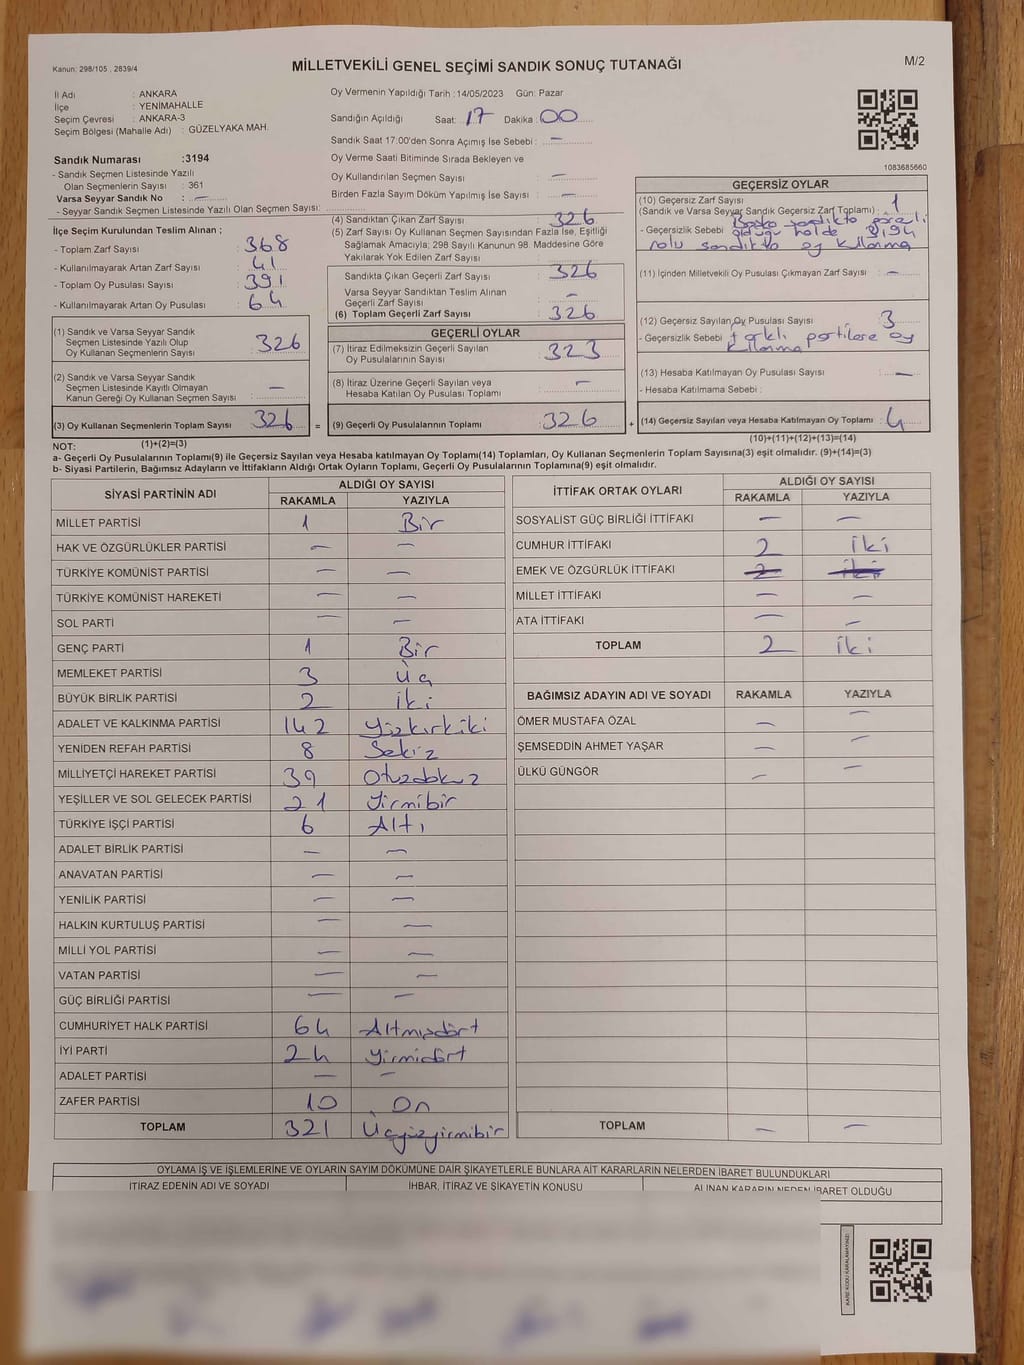 Kanun: 298/105 , 2839/4
MİLLETVEKİLİ GENEL SEÇİMİ SANDIK SONUÇ TUTANAĞI
M/2
İl Adı : ANKARA
İlçe : YENİMAHALLE
Seçim Çevresi : ANKARA-3
Seçim Bölgesi (Mahalle Adı) : GÜZELYAKA MAH.
Sandık Numarası :3194
- Sandık Seçmen Listesinde Yazılı
Olan Seçmenlerin Sayısı : 361
Varsa Seyyar Sandık No : —
- Seyyar Sandık Seçmen Listesinde Yazılı Olan Seçmen Sayısı:
İlçe Seçim Kurulundan Teslim Alınan ;
- Toplam Zarf Sayısı : 368
- Kullanılmayarak Artan Zarf Sayısı : 41
- Toplam Oy Pusulası Sayısı : 391
- Kullanılmayarak Artan Oy Pusulası : 64
(1) Sandık ve Varsa Seyyar Sandık
Seçmen Listesinde Yazılı Olup
Oy Kullanan Seçmenlerin Sayısı : 326
(2) Sandık ve Varsa Seyyar Sandık
Seçmen Listesinde Kayıtlı Olmayan
Kanun Gereği Oy Kullanan Seçmen Sayısı : —
(3) Oy Kullanan Seçmenlerin Toplam Sayısı : 326
(1)+(2)=(3)
Oy Vermenin Yapıldığı Tarih :14/05/2023 Gün: Pazar
Sandığın Açıldığı Saat: 17 Dakika : 00
Sandık Saat 17:00'den Sonra Açımış İse Sebebi : —
Oy Verme Saati Bitiminde Sırada Bekleyen ve
Oy Kullandırılan Seçmen Sayısı : —
Birden Fazla Sayım Döküm Yapılmış İse Sayısı : —
(4) Sandıktan Çıkan Zarf Sayısı : 326
(5) Zarf Sayısı Oy Kullanan Seçmen Sayısından Fazla İse, Eşitliği
Sağlamak Amacıyla; 298 Sayılı Kanunun 98. Maddesine Göre
Yakılarak Yok Edilen Zarf Sayısı :
Sandıkta Çıkan Geçerli Zarf Sayısı : 326
Varsa Seyyar Sandıktan Teslim Alınan
Geçerli Zarf Sayısı : —
(6) Toplam Geçerli Zarf Sayısı : 326
GEÇERLİ OYLAR
(7) İtiraz Edilmeksizin Geçerli Sayılan
Oy Pusulalarının Sayısı : 323
(8) İtiraz Üzerine Geçerli Sayılan veya
Hesaba Katılan Oy Pusulası Toplamı : —
= (9) Geçerli Oy Pusulalarının Toplamı : 326 +
1083685660
GEÇERSİZ OYLAR
(10) Geçersiz Zarf Sayısı : 1
(Sandık ve Varsa Seyyar Sandık Geçersiz Zarf Toplamı)
- Geçersizlik Sebebi : Başka sandıkta görevli
olduğu halde 3194
nolu sandıkta oy kullanma
(11) İçinden Milletvekili Oy Pusulası Çıkmayan Zarf Sayısı : —
(12) Geçersiz Sayılan Oy Pusulası Sayısı : 3
- Geçersizlik Sebebi : farklı partilere oy
kullanma
(13) Hesaba Katılmayan Oy Pusulası Sayısı : —
- Hesaba Katılmama Sebebi :
(14) Geçersiz Sayılan veya Hesaba Katılmayan Oy Toplamı : 4
(10)+(11)+(12)+(13)=(14)
NOT:
a- Geçerli Oy Pusulalarının Toplamı(9) ile Geçersiz Sayılan veya Hesaba katılmayan Oy Toplamı(14) Toplamları, Oy Kullanan Seçmenlerin Toplam Sayısına(3) eşit olmalıdır. (9)+(14)=(3)
b- Siyasi Partilerin, Bağımsız Adayların ve İttifakların Aldığı Ortak Oyların Toplamı, Geçerli Oy Pusulalarının Toplamına(9) eşit olmalıdır.
SİYASİ PARTİNİN ADI ALDIĞI OY SAYISI
RAKAMLA YAZIYLA
MİLLET PARTİSİ 1 Bir
HAK VE ÖZGÜRLÜKLER PARTİSİ — —
TÜRKİYE KOMÜNİST PARTİSİ — —
TÜRKİYE KOMÜNİST HAREKETİ — —
SOL PARTİ — —
GENÇ PARTİ 1 Bir
MEMLEKET PARTİSİ 3 Üç
BÜYÜK BİRLİK PARTİSİ 2 İki
ADALET VE KALKINMA PARTİSİ 142 Yüzkırkiki
YENİDEN REFAH PARTİSİ 8 Sekiz
MİLLİYETÇİ HAREKET PARTİSİ 39 Otuzdokuz
YEŞİLLER VE SOL GELECEK PARTİSİ 21 Yirmibir
TÜRKİYE İŞÇİ PARTİSİ 6 Altı
ADALET BİRLİK PARTİSİ — —
ANAVATAN PARTİSİ — —
YENİLİK PARTİSİ — —
HALKIN KURTULUŞ PARTİSİ — —
MİLLİ YOL PARTİSİ — —
VATAN PARTİSİ — —
GÜÇ BİRLİĞİ PARTİSİ — —
CUMHURİYET HALK PARTİSİ 64 Altmışdört
İYİ PARTİ 24 Yirmidört
ADALET PARTİSİ — —
ZAFER PARTİSİ 10 On
TOPLAM 321 Üçyüzyirmibir
İTTİFAK ORTAK OYLARI ALDIĞI OY SAYISI
RAKAMLA YAZIYLA
SOSYALİST GÜÇ BİRLİĞİ İTTİFAKI — —
CUMHUR İTTİFAKI 2 İki
EMEK VE ÖZGÜRLÜK İTTİFAKI 2 iki
MİLLET İTTİFAKI — —
ATA İTTİFAKI — —
TOPLAM 2 İki
BAĞIMSIZ ADAYIN ADI VE SOYADI RAKAMLA YAZIYLA
ÖMER MUSTAFA ÖZAL — —
ŞEMSEDDİN AHMET YAŞAR — —
ÜLKÜ GÜNGÖR — —
TOPLAM — —
OYLAMA İŞ VE İŞLEMLERİNE VE OYLARIN SAYIM DÖKÜMÜNE DAİR ŞİKAYETLERLE BUNLARA AİT KARARLARIN NELERDEN İBARET BULUNDUKLARI
İTİRAZ EDENİN ADI VE SOYADI İHBAR, İTİRAZ VE ŞİKAYETİN KONUSU ALINAN KARARIN NEDEN İBARET OLDUĞU
KARE KODU KARALAMAYINIZ!